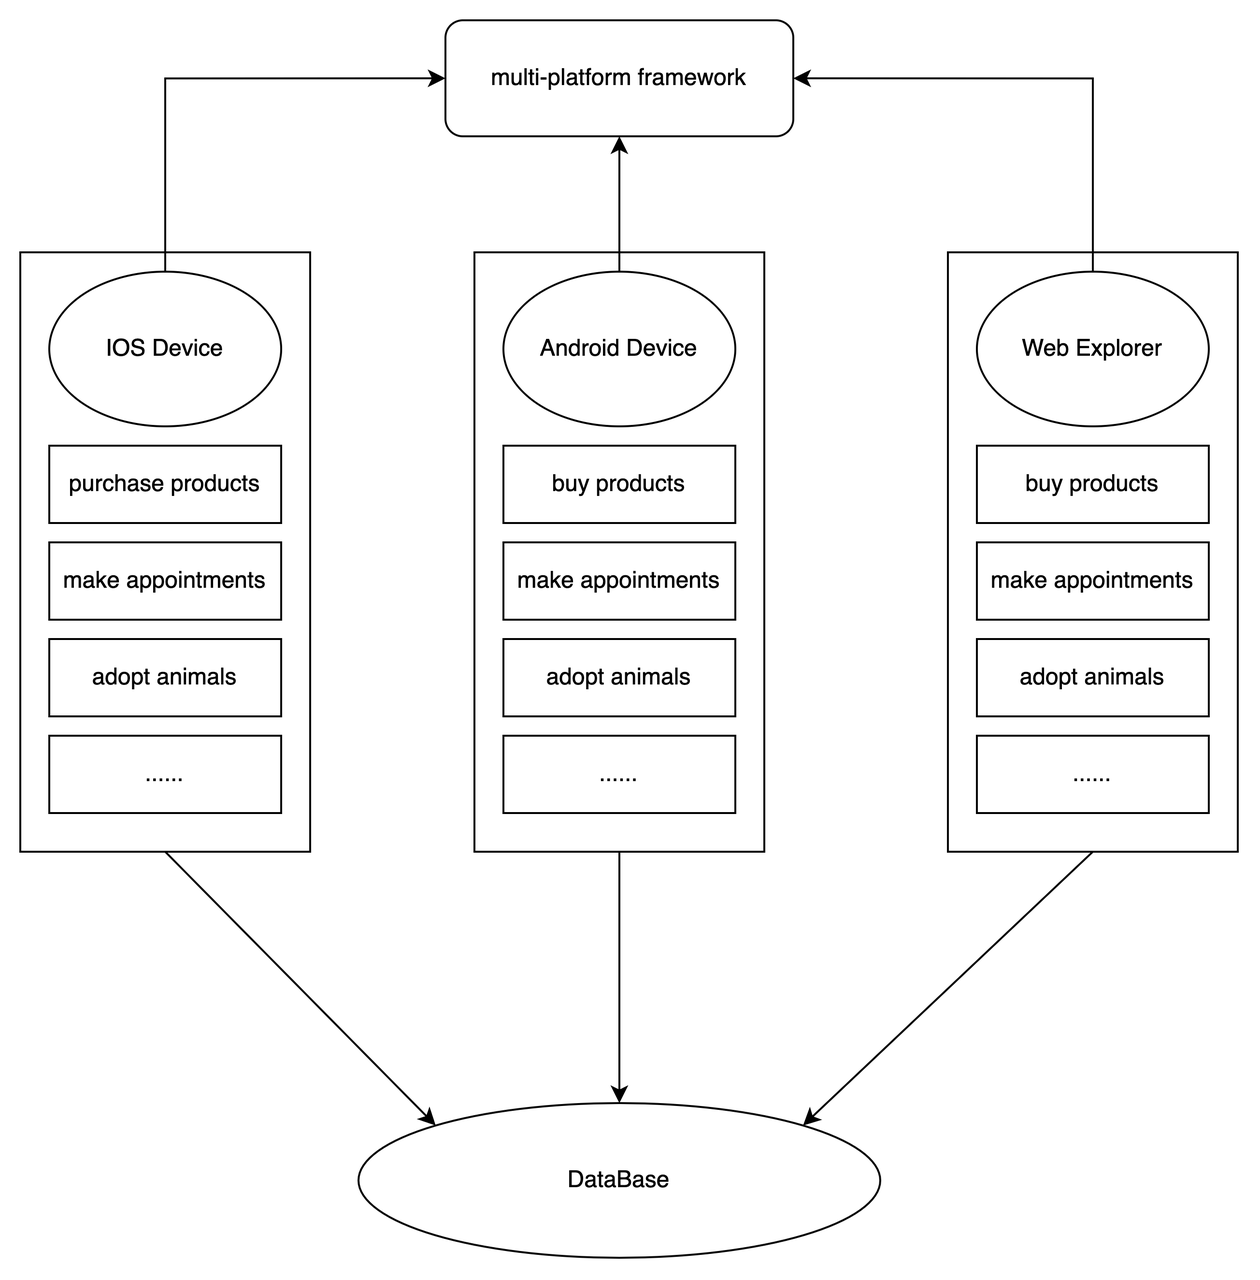 multi-platform framework
IOS Device
purchase products
make appointments
adopt animals
......
Android Device
buy products
make appointments
adopt animals
......
Web Explorer
buy products
make appointments
adopt animals
......
DataBase